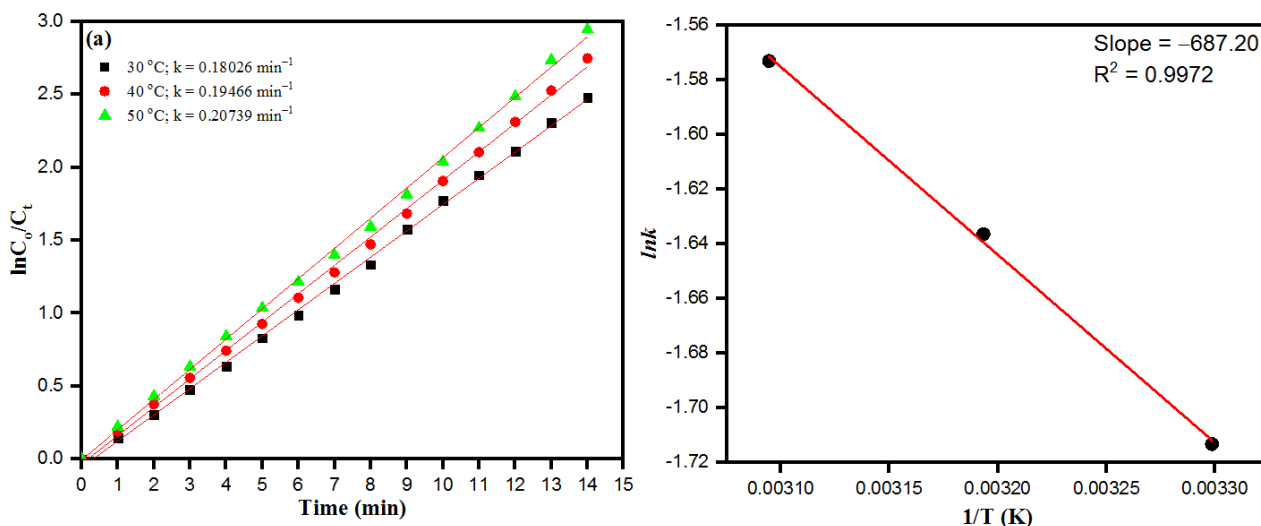 (a)
30 °C; k = 0.18026 min⁻¹
40 °C; k = 0.19466 min⁻¹
50 °C; k = 0.20739 min⁻¹
lnC₀/Cₜ
3.0
2.5
2.0
1.5
1.0
0.5
0.0
0 1 2 3 4 5 6 7 8 9 10 11 12 13 14 15
Time (min)
Slope = −687.20
R² = 0.9972
lnk
-1.56
-1.58
-1.60
-1.62
-1.64
-1.66
-1.68
-1.70
-1.72
0.00310 0.00315 0.00320 0.00325 0.00330
1/T (K)